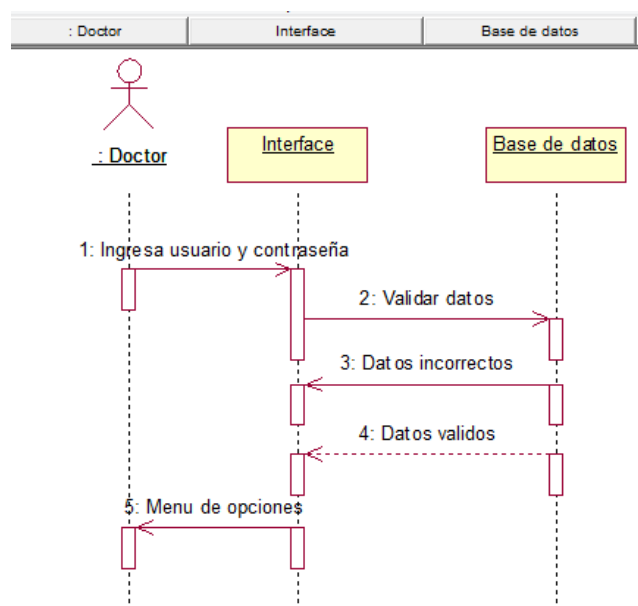 : Doctor
Interface
Base de datos
: Doctor
Interface
Base de datos
1: Ingresa usuario y contraseña
2: Validar datos
3: Datos incorrectos
4: Datos validos
5: Menu de opciones